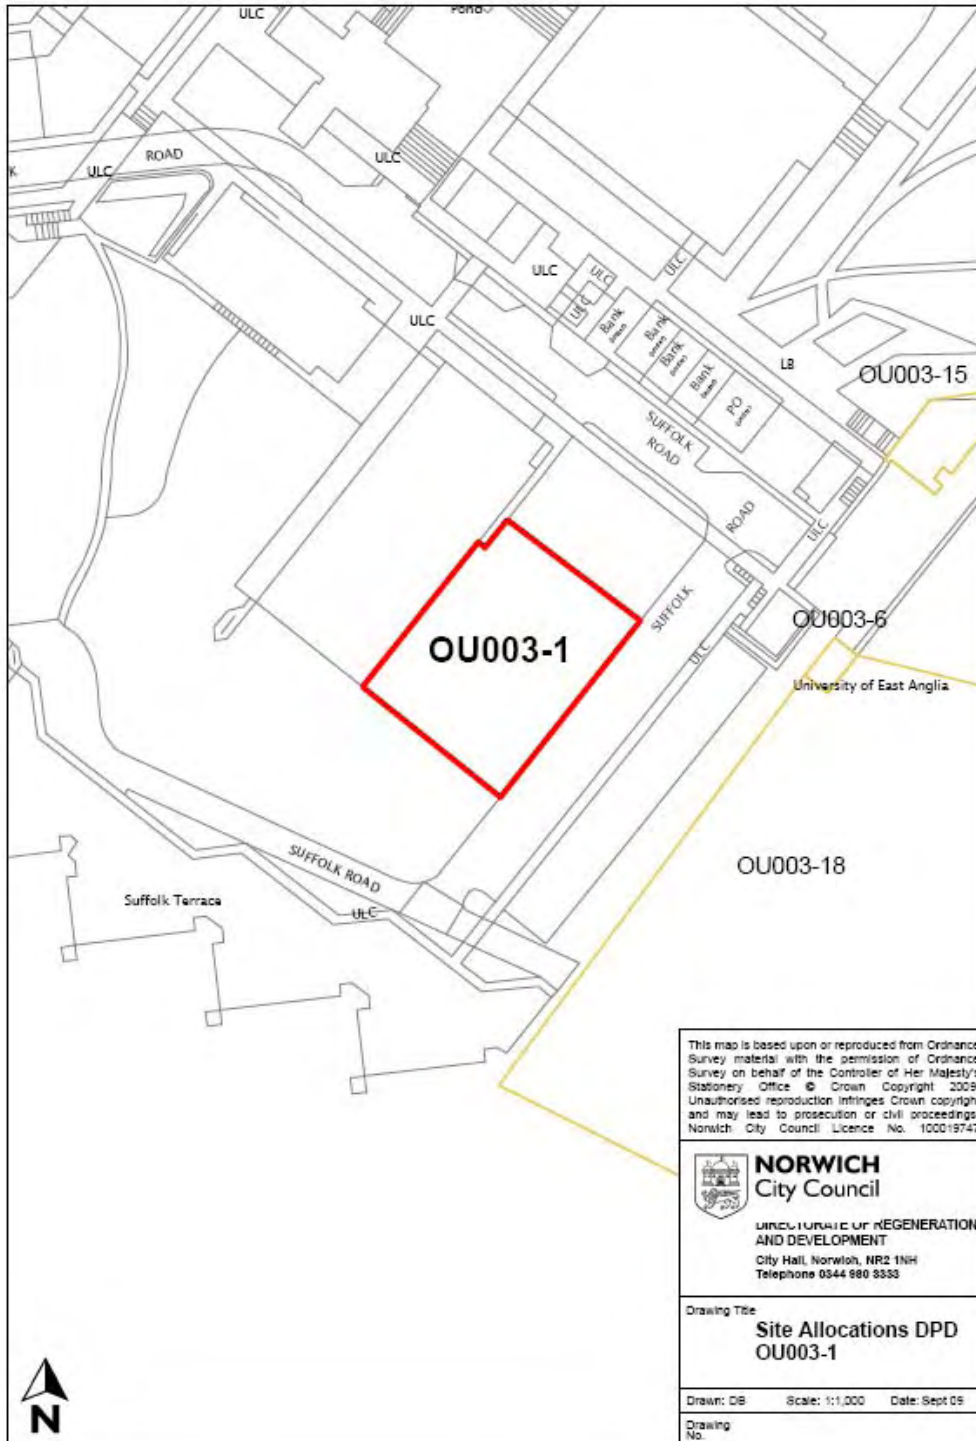 ULC
Pond
ROAD
K
ULC
ULC
ULC
ULC
ULC
ULC
ULC
Bank
Bank
Bank
Bank
PO
LB
OU003-15
SUFFOLK
ROAD
ROAD
ULC
SUFFOLK
ULC
OU003-6
OU003-1
University of East Anglia
OU003-18
SUFFOLK ROAD
Suffolk Terrace
ULC
This map is based upon or reproduced from Ordnance
Survey material with the permission of Ordnance
Survey on behalf of the Controller of Her Majesty's
Stationery Office © Crown Copyright 2009
Unauthorised reproduction infringes Crown copyrigh
and may lead to prosecution or civil proceedings
Norwich City Council Licence No. 100019747
NORWICH
City Council
DIRECTORATE OF REGENERATION
AND DEVELOPMENT
City Hall, Norwich, NR2 1NH
Telephone 0344 980 3333
Drawing Title
Site Allocations DPD
OU003-1
Drawn: DB Scale: 1:1,000 Date: Sept 09
Drawing
No.
N